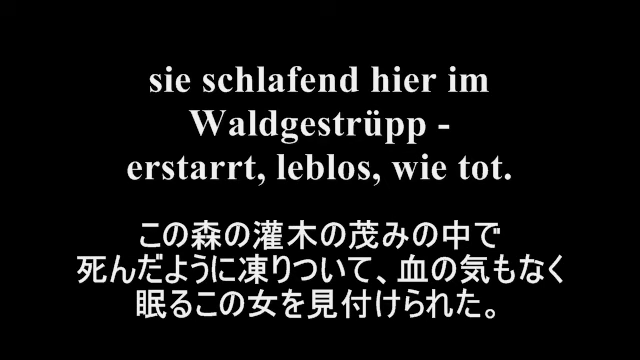 sie schlafend hier im
Waldgestrüpp -
erstarrt, leblos, wie tot.
この森の灌木の茂みの中で
死んだように凍りついて、血の気もなく
眠るこの女を見付けられた。